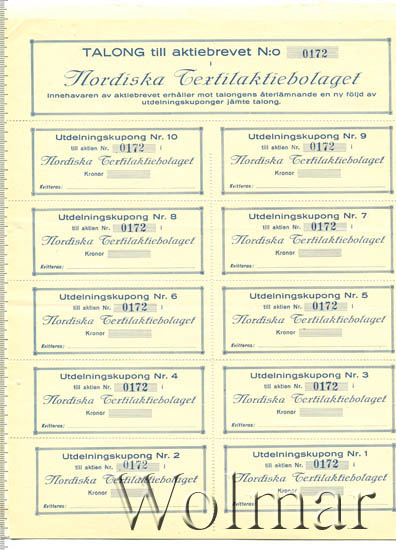 TALONG till aktiebrevet N:o 0172
i
Nordiska Textilaktiebolaget
Innehavaren av aktiebrevet erhåller mot talongens återlämnande en ny följd av
utdelningskuponger jämte talong.
Utdelningskupong Nr. 10
till aktien Nr. 0172 i
Nordiska Textilaktiebolaget
Kronor
Kvitteras:
Utdelningskupong Nr. 9
till aktien Nr. 0172 i
Nordiska Textilaktiebolaget
Kronor
Kvitteras:
Utdelningskupong Nr. 8
till aktien Nr. 0172 i
Nordiska Textilaktiebolaget
Kronor
Kvitteras:
Utdelningskupong Nr. 7
till aktien Nr. 0172 i
Nordiska Textilaktiebolaget
Kronor
Kvitteras:
Utdelningskupong Nr. 6
till aktien Nr. 0172 i
Nordiska Textilaktiebolaget
Kronor
Kvitteras:
Utdelningskupong Nr. 5
till aktien Nr. 0172 i
Nordiska Textilaktiebolaget
Kronor
Kvitteras:
Utdelningskupong Nr. 4
till aktien Nr. 0172 i
Nordiska Textilaktiebolaget
Kronor
Kvitteras:
Utdelningskupong Nr. 3
till aktien Nr. 0172 i
Nordiska Textilaktiebolaget
Kronor
Kvitteras:
Utdelningskupong Nr. 2
till aktien Nr. 0172 i
Nordiska Textilaktiebolaget
Kronor
Kvitteras:
Utdelningskupong Nr. 1
till aktien Nr. 0172 i
Nordiska Textilaktiebolaget
Kronor
Kvitteras:
Wolmar